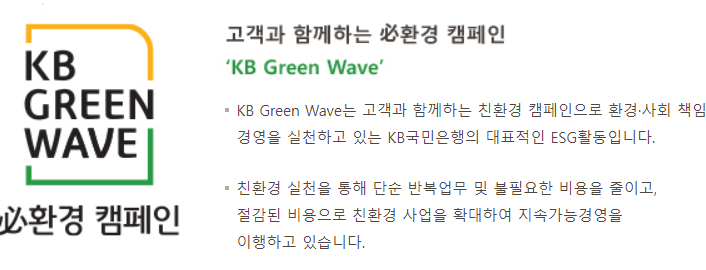 KB
GREEN
WAVE
必환경 캠페인
고객과 함께하는 必환경 캠페인
‘KB Green Wave’
KB Green Wave는 고객과 함께하는 친환경 캠페인으로 환경·사회 책임
경영을 실천하고 있는 KB국민은행의 대표적인 ESG활동입니다.
친환경 실천을 통해 단순 반복업무 및 불필요한 비용을 줄이고,
절감된 비용으로 친환경 사업을 확대하여 지속가능경영을
이행하고 있습니다.